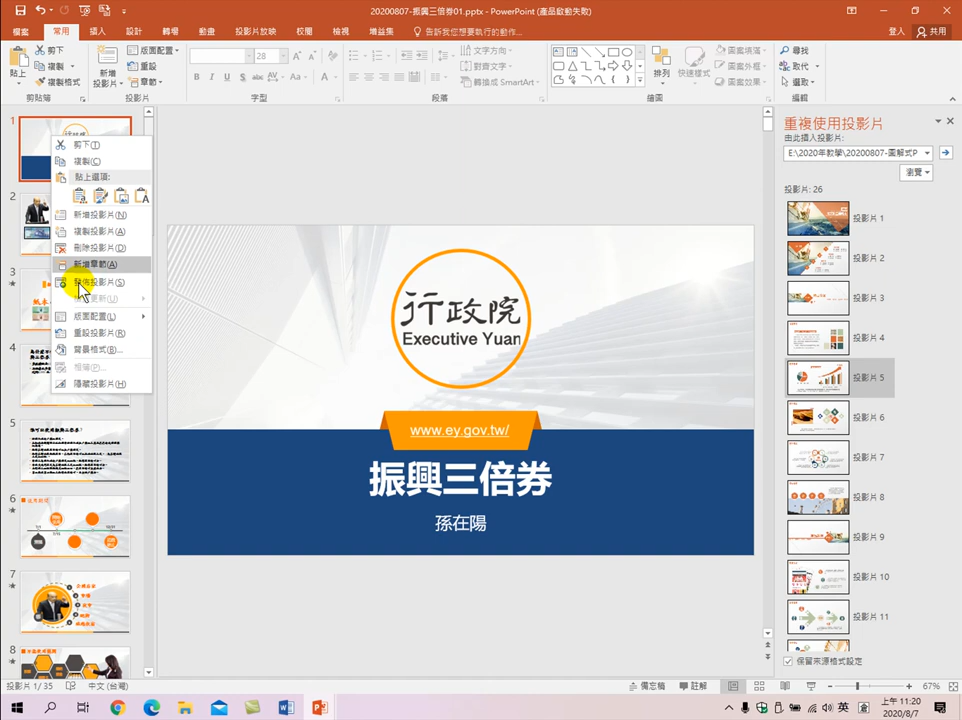 20200807-振興三倍券01.pptx - PowerPoint (產品啟動失敗)
檔案 常用 插入 設計 轉場 動畫 投影片放映 校閱 檢視 增益集 告訴我您想要執行的動作...
登入 共用
貼上
剪下
複製
複製格式
剪貼簿
新增投影片
版面配置
重設
章節
投影片
28
字型
文字方向
對齊文字
轉換成 SmartArt
段落
排列
快速樣式
圖案填滿
圖案外框
圖案效果
繪圖
尋找
取代
選取
編輯
1
2
3
4
5
6
7
8
剪下(T)
複製(C)
貼上選項:
新增投影片(N)
複製投影片(A)
刪除投影片(D)
新增章節(A)
發佈投影片(S)
版面配置(L)
重設投影片(R)
背景格式(B)...
相簿(P)...
隱藏投影片(H)
行政院
Executive Yuan
www.ey.gov.tw/
振興三倍券
孫在陽
重複使用投影片
由此插入投影片:
E:\2020年教學\20200807-圖解式P
瀏覽
投影片: 26
投影片 1
投影片 2
投影片 3
投影片 4
投影片 5
投影片 6
投影片 7
投影片 8
投影片 9
投影片 10
投影片 11
保留來源格式設定
投影片 1/35 中文 (台灣)
備忘稿 註解
67%
英
上午 11:20
2020/8/7